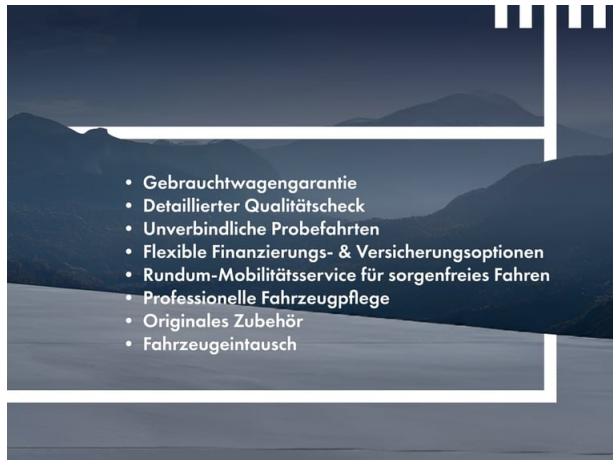 • Gebrauchtwagengarantie
• Detaillierter Qualitätscheck
• Unverbindliche Probefahrten
• Flexible Finanzierungs- & Versicherungsoptionen
• Rundum-Mobilitätsservice für sorgenfreies Fahren
• Professionelle Fahrzeugpflege
• Originales Zubehör
• Fahrzeugeintausch